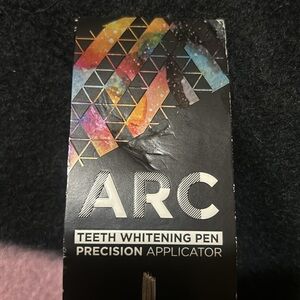 ARC
TEETH WHITENING PEN
PRECISION APPLICATOR